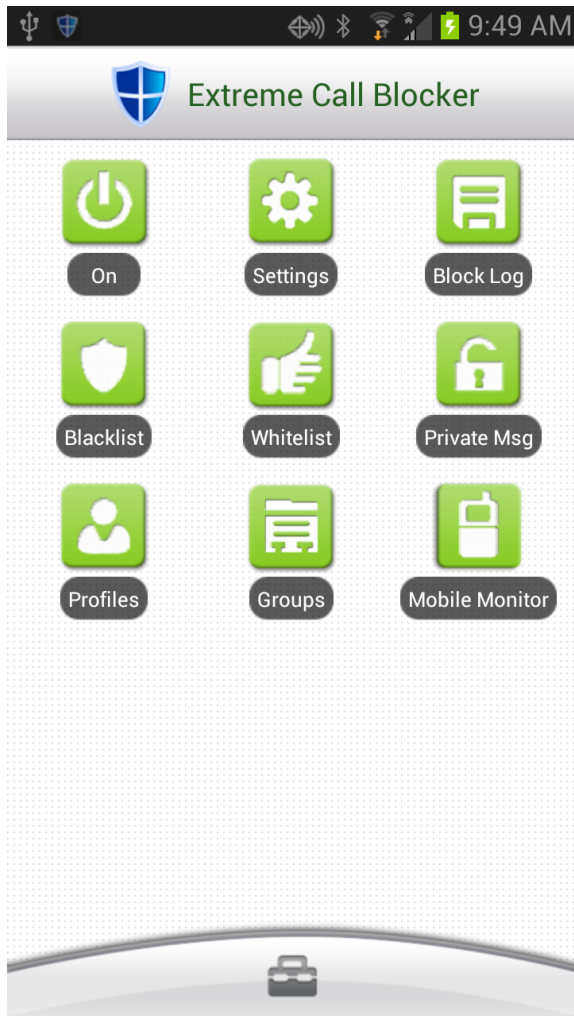 9:49 AM
Extreme Call Blocker
On
Settings
Block Log
Blacklist
Whitelist
Private Msg
Profiles
Groups
Mobile Monitor